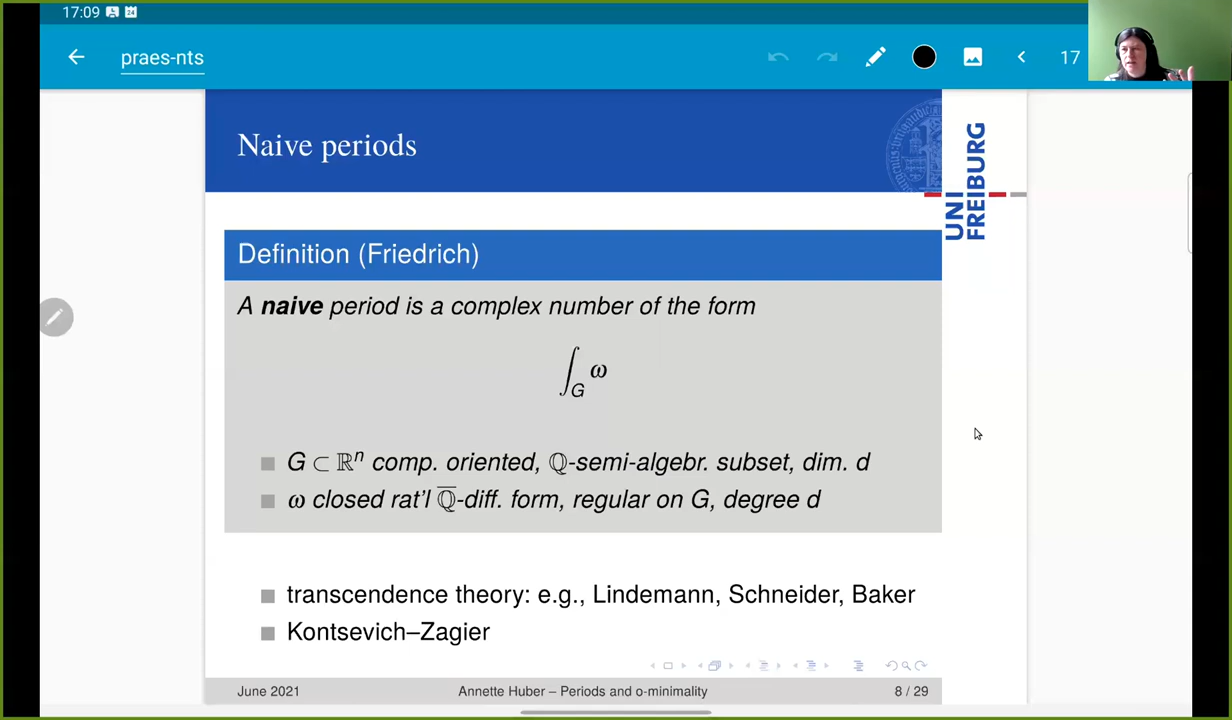 17:09
praes-nts
17
Naive periods
UNI
FREIBURG
Definition (Friedrich)
A naive period is a complex number of the form
∫_G ω
G ⊂ ℝⁿ comp. oriented, ℚ-semi-algebr. subset, dim. d
ω closed rat'l ℚ̅-diff. form, regular on G, degree d
transcendence theory: e.g., Lindemann, Schneider, Baker
Kontsevich–Zagier
June 2021 Annette Huber – Periods and o-minimality 8 / 29